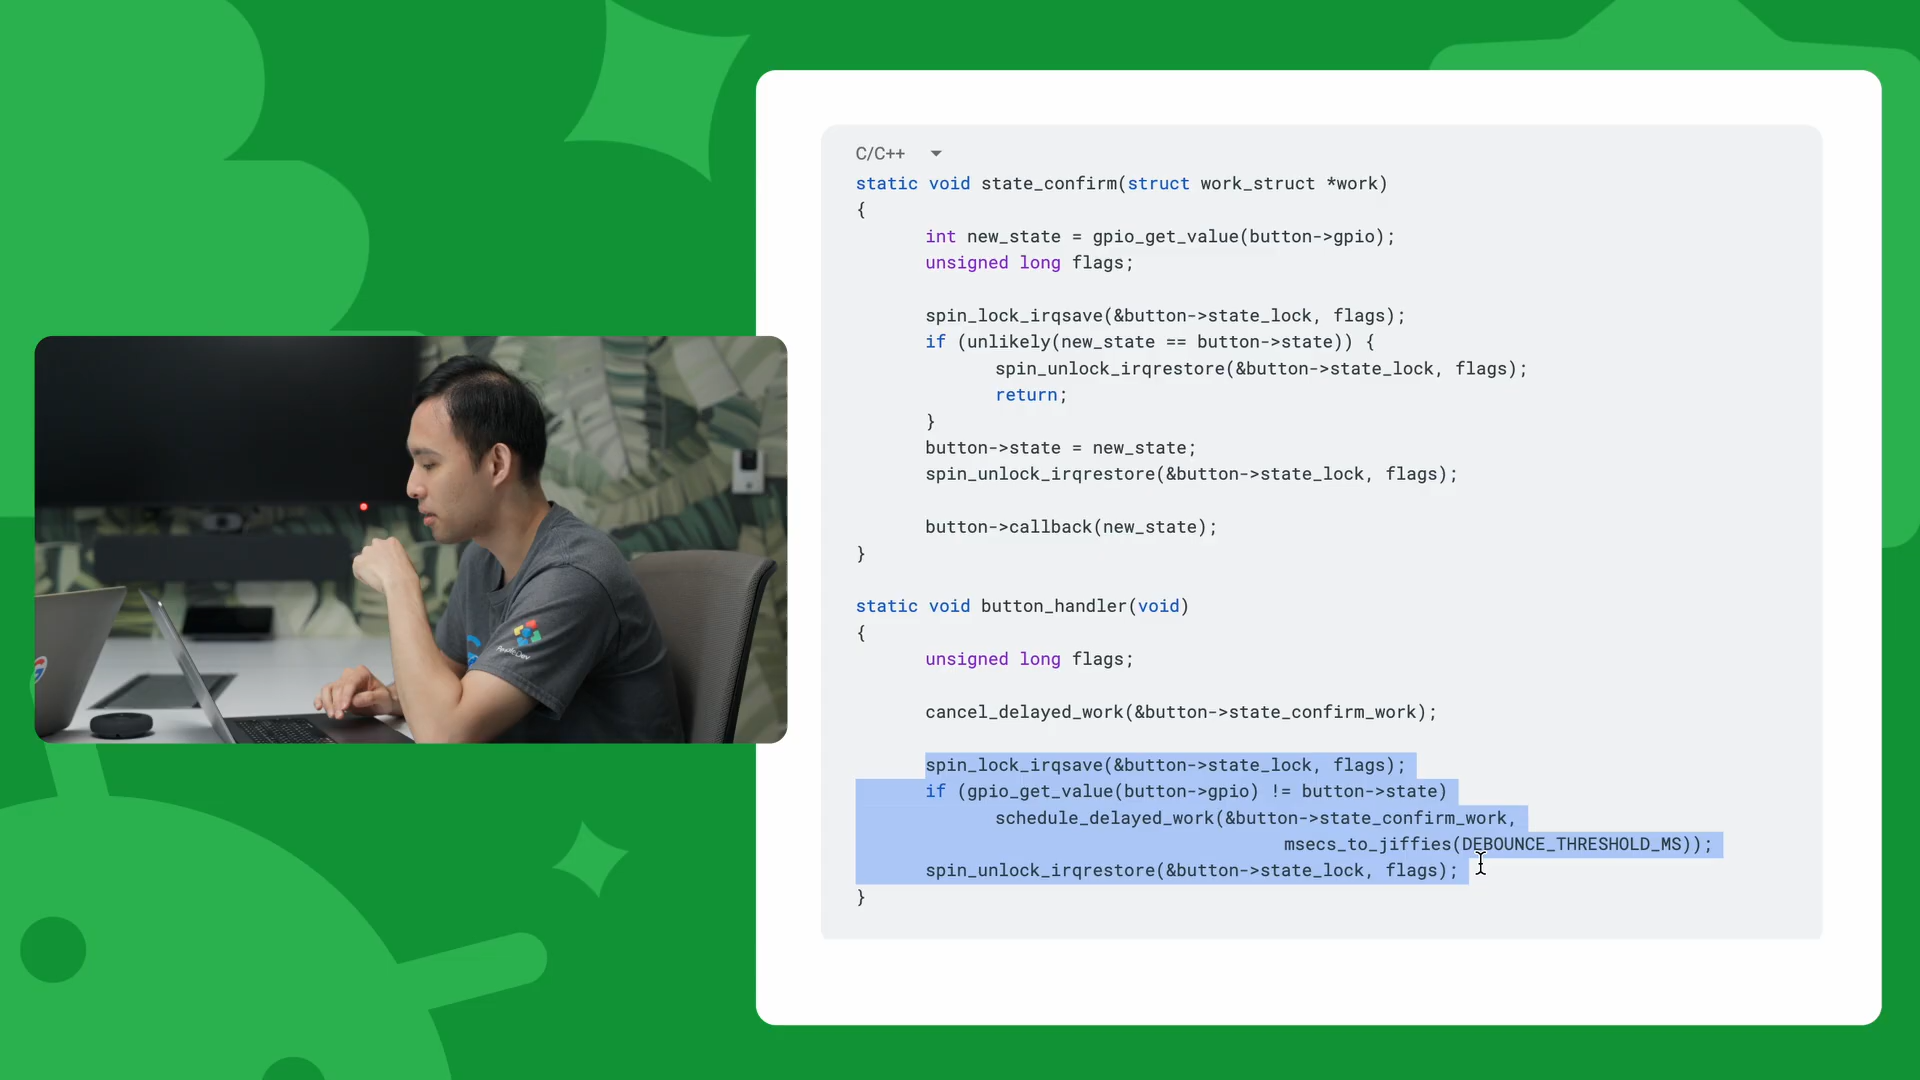 C/C++
static void state_confirm(struct work_struct *work)
{
int new_state = gpio_get_value(button->gpio);
unsigned long flags;
spin_lock_irqsave(&button->state_lock, flags);
if (unlikely(new_state == button->state)) {
spin_unlock_irqrestore(&button->state_lock, flags);
return;
}
button->state = new_state;
spin_unlock_irqrestore(&button->state_lock, flags);
button->callback(new_state);
}
static void button_handler(void)
{
unsigned long flags;
cancel_delayed_work(&button->state_confirm_work);
spin_lock_irqsave(&button->state_lock, flags);
if (gpio_get_value(button->gpio) != button->state)
schedule_delayed_work(&button->state_confirm_work,
msecs_to_jiffies(DEBOUNCE_THRESHOLD_MS));
spin_unlock_irqrestore(&button->state_lock, flags);
}